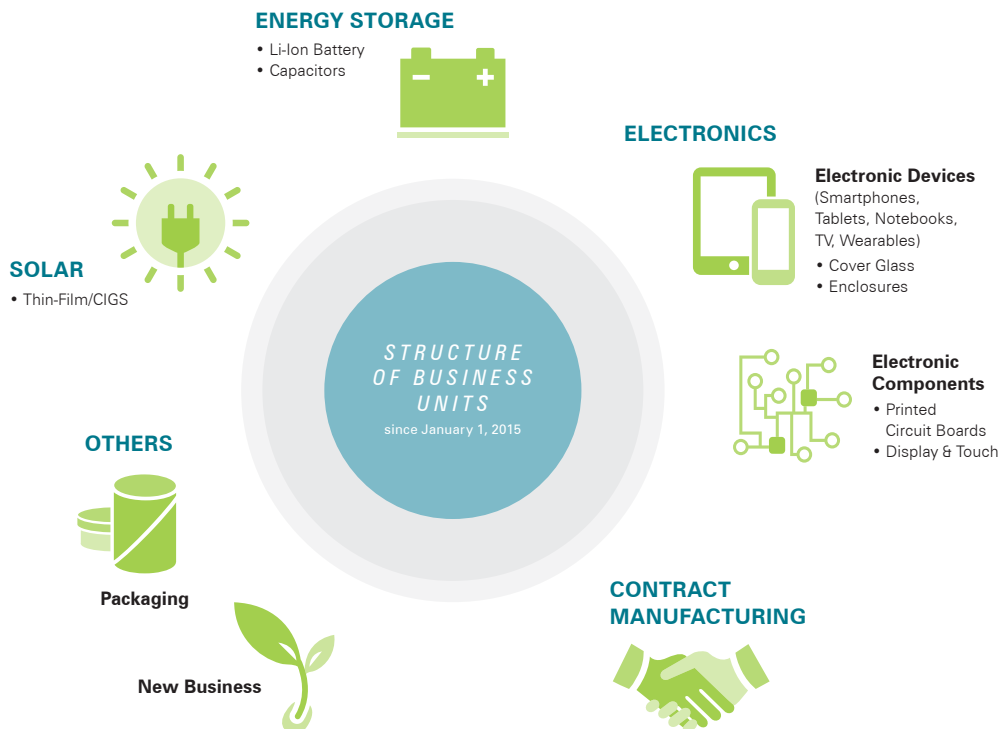 ENERGY STORAGE
• Li-Ion Battery
• Capacitors
ELECTRONICS
Electronic Devices
(Smartphones,
Tablets, Notebooks,
TV, Wearables)
• Cover Glass
• Enclosures
SOLAR
• Thin-Film/CIGS
STRUCTURE
OF BUSINESS
UNITS
since January 1, 2015
Electronic
Components
• Printed
Circuit Boards
• Display & Touch
OTHERS
Packaging
New Business
CONTRACT
MANUFACTURING